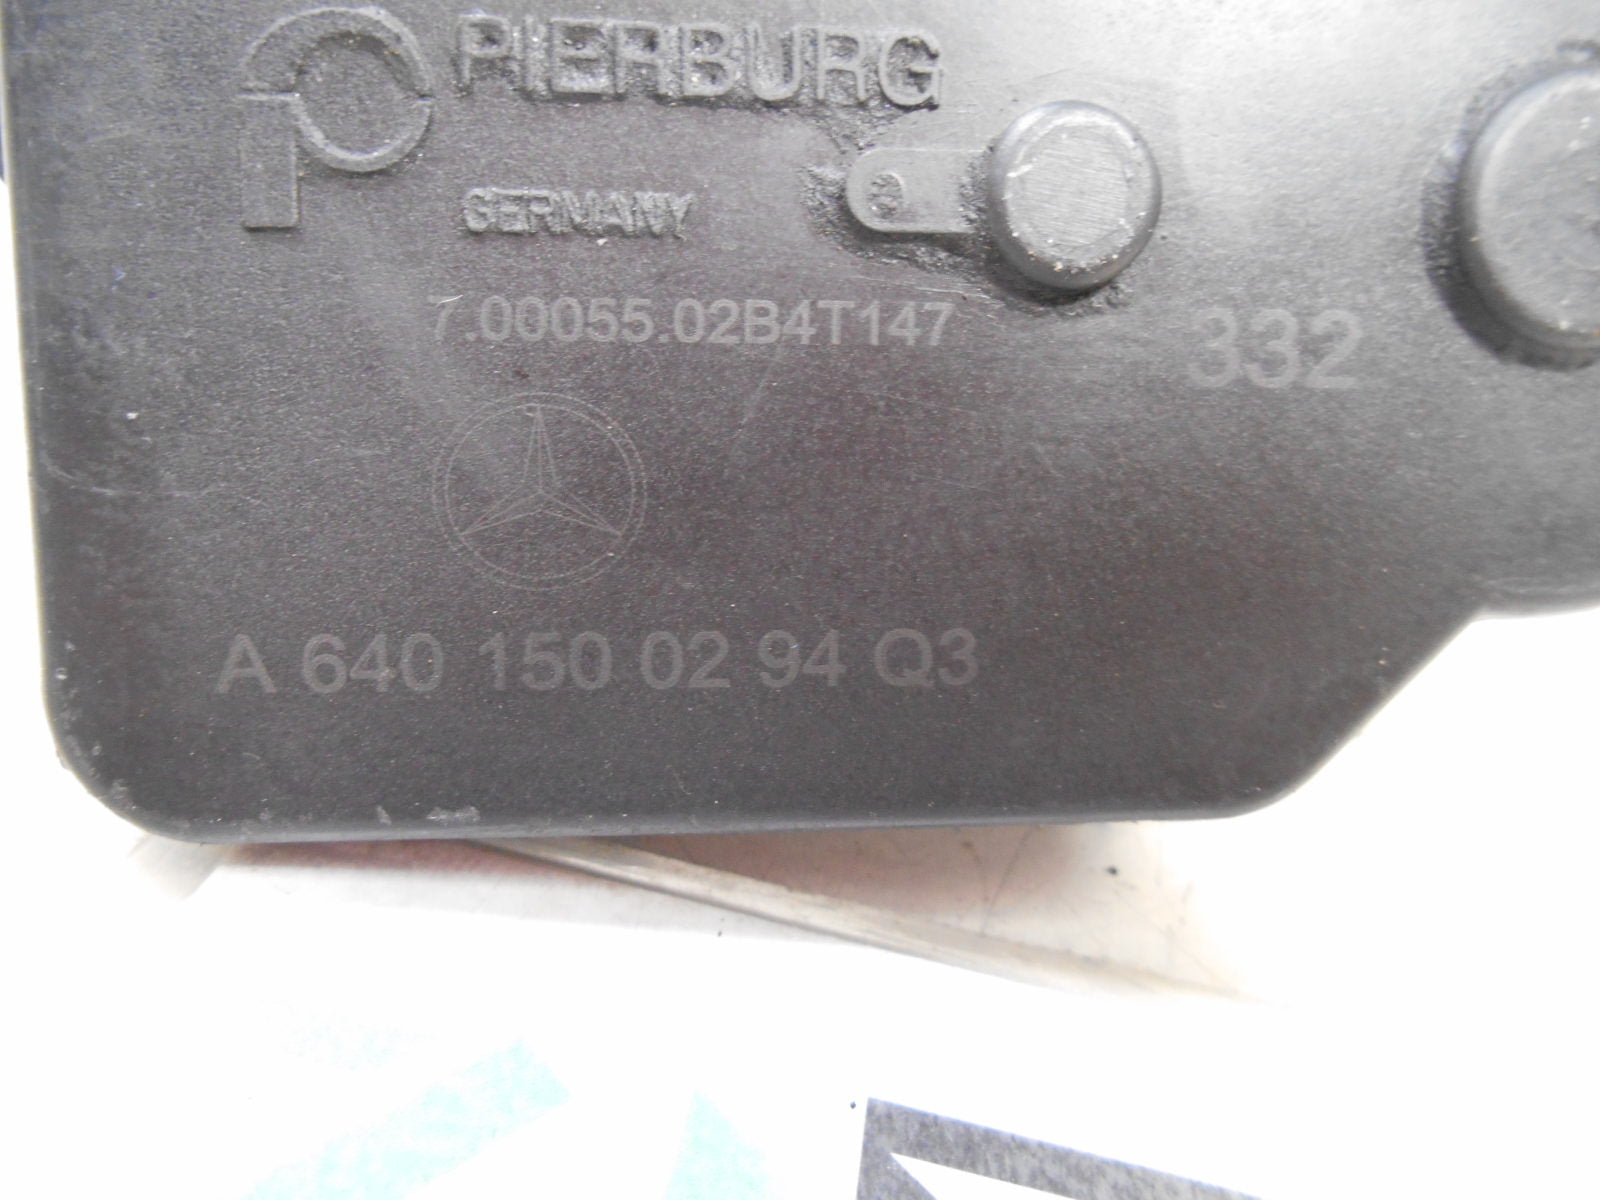 PIERBURG
GERMANY
7.00055.02B4T147
332
A 640 150 02 94 Q3